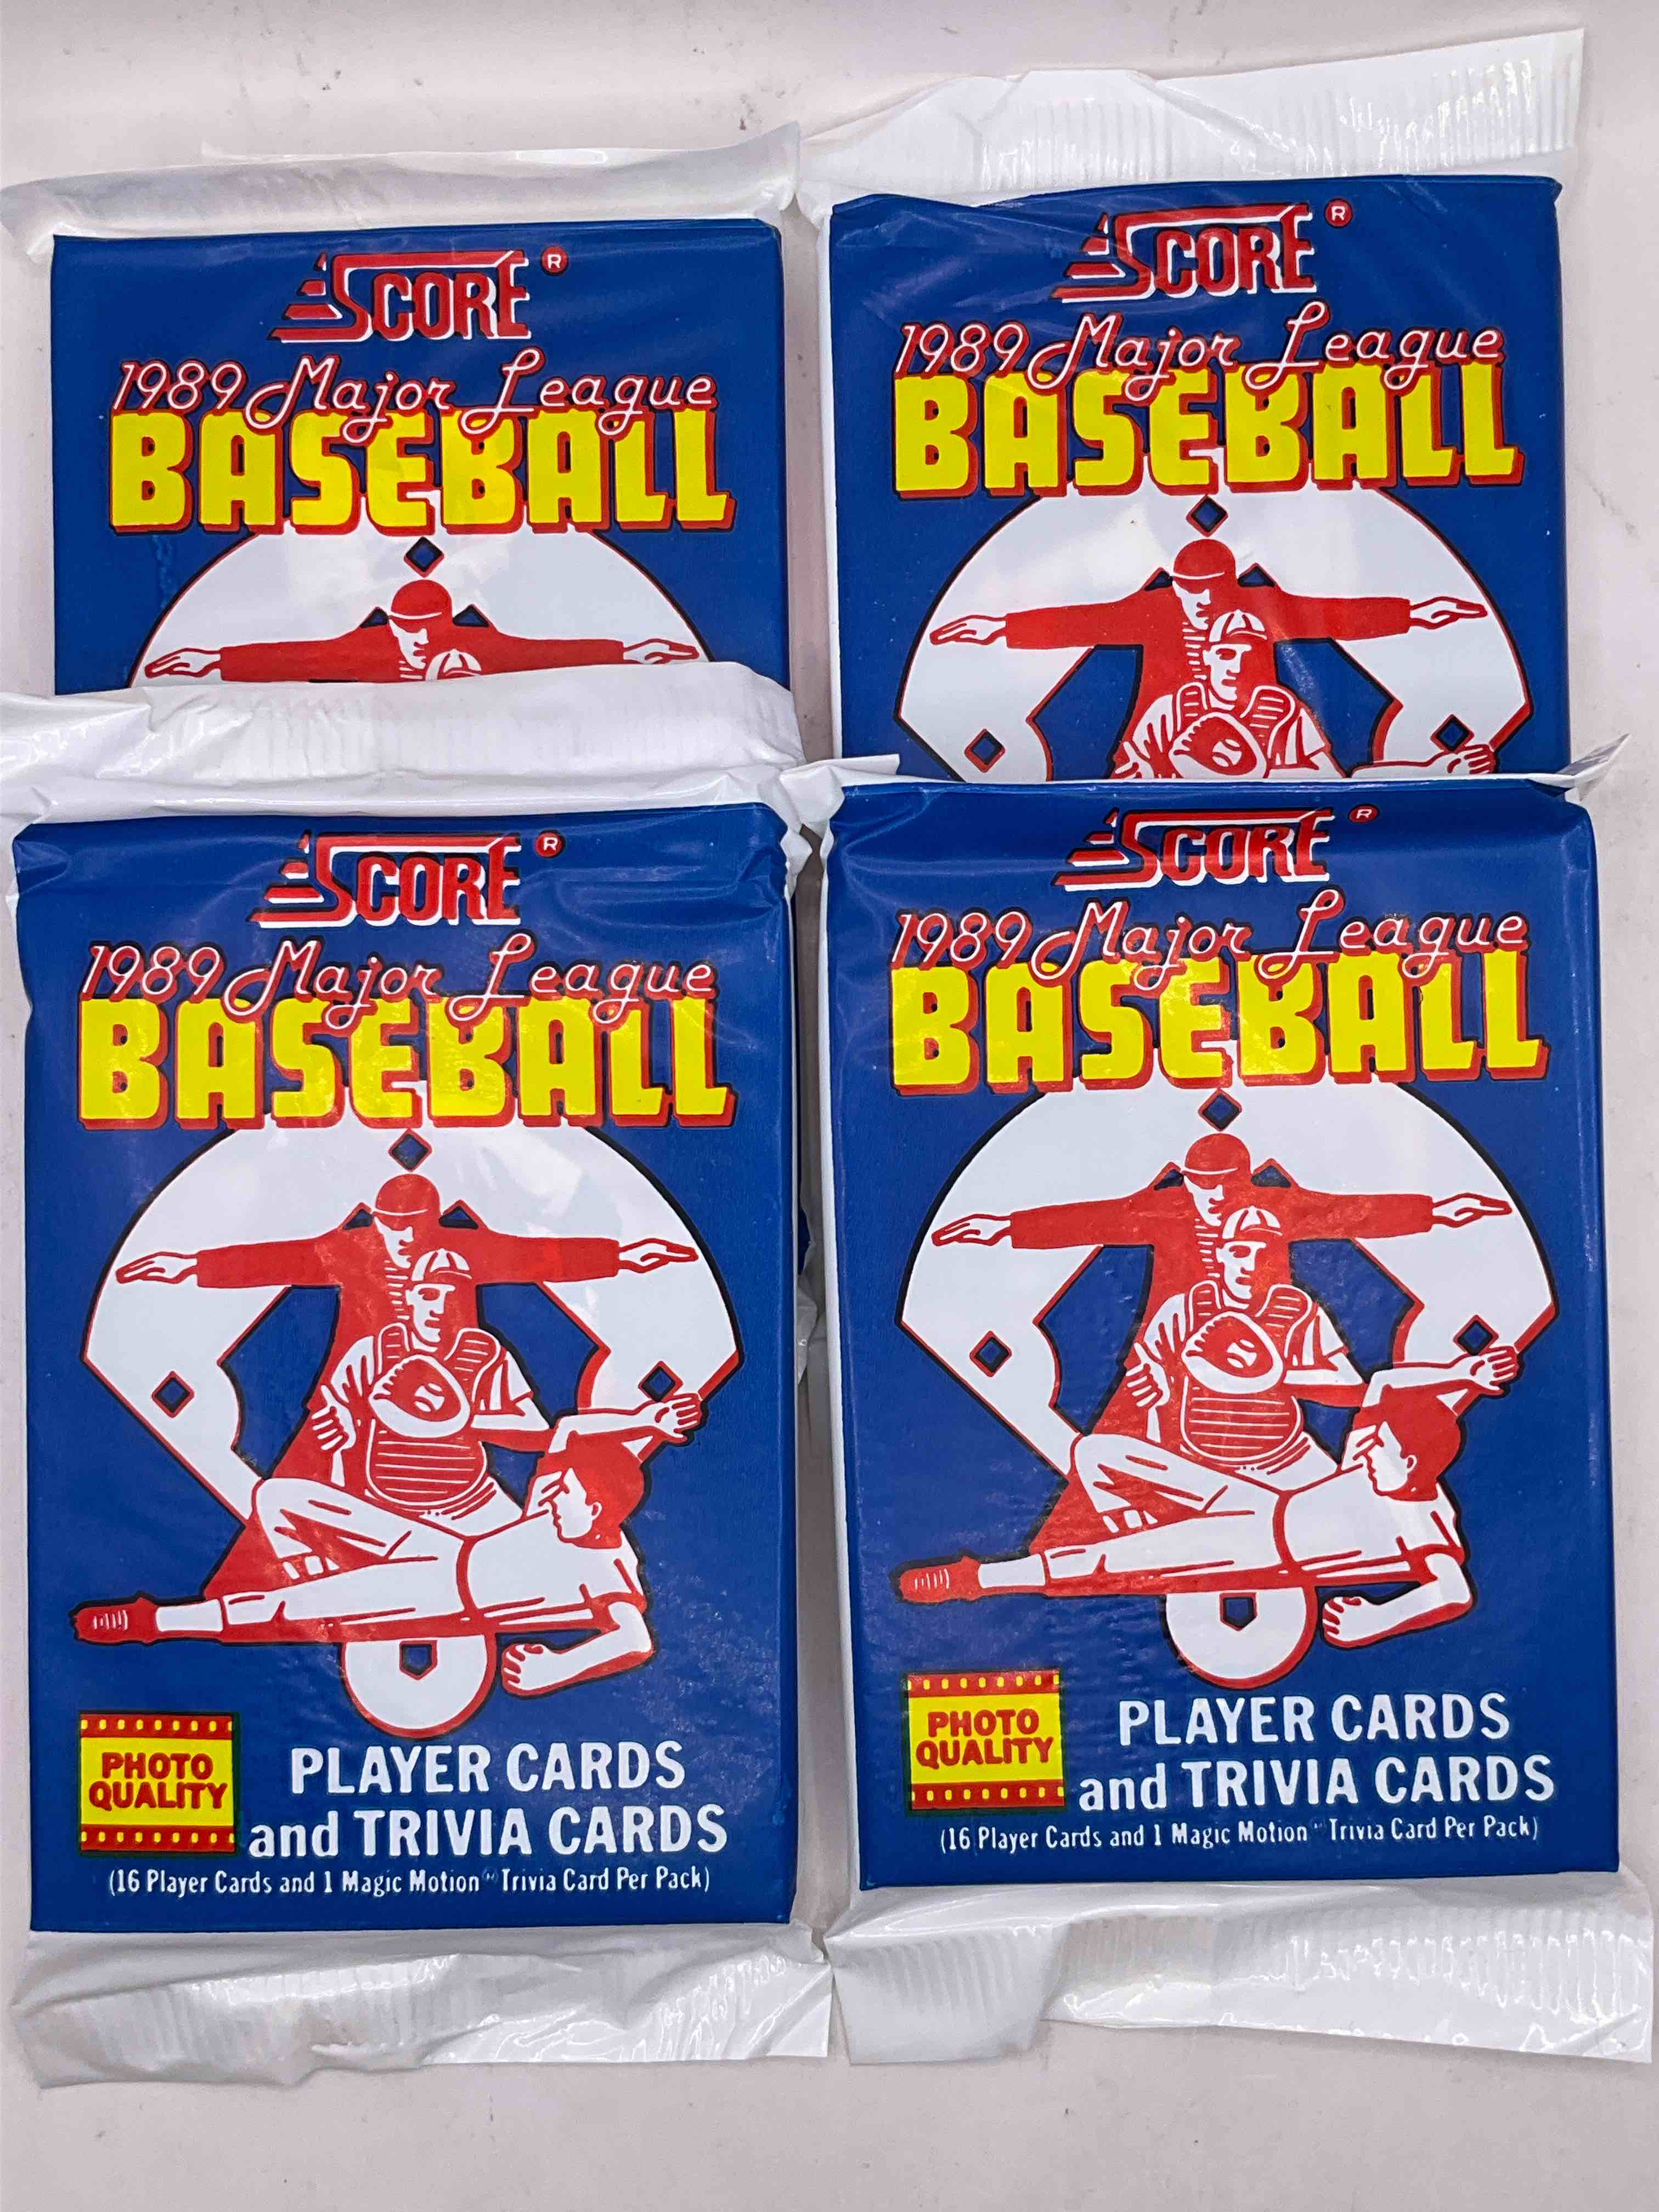 SCORE®
1989 Major League
BASEBALL
SCORE®
1989 Major League
BASEBALL
SCORE®
1989 Major League
BASEBALL
PHOTO
QUALITY
PLAYER CARDS
and TRIVIA CARDS
(16 Player Cards and 1 Magic Motion™ Trivia Card Per Pack)
SCORE®
1989 Major League
BASEBALL
PHOTO
QUALITY
PLAYER CARDS
and TRIVIA CARDS
(16 Player Cards and 1 Magic Motion™ Trivia Card Per Pack)